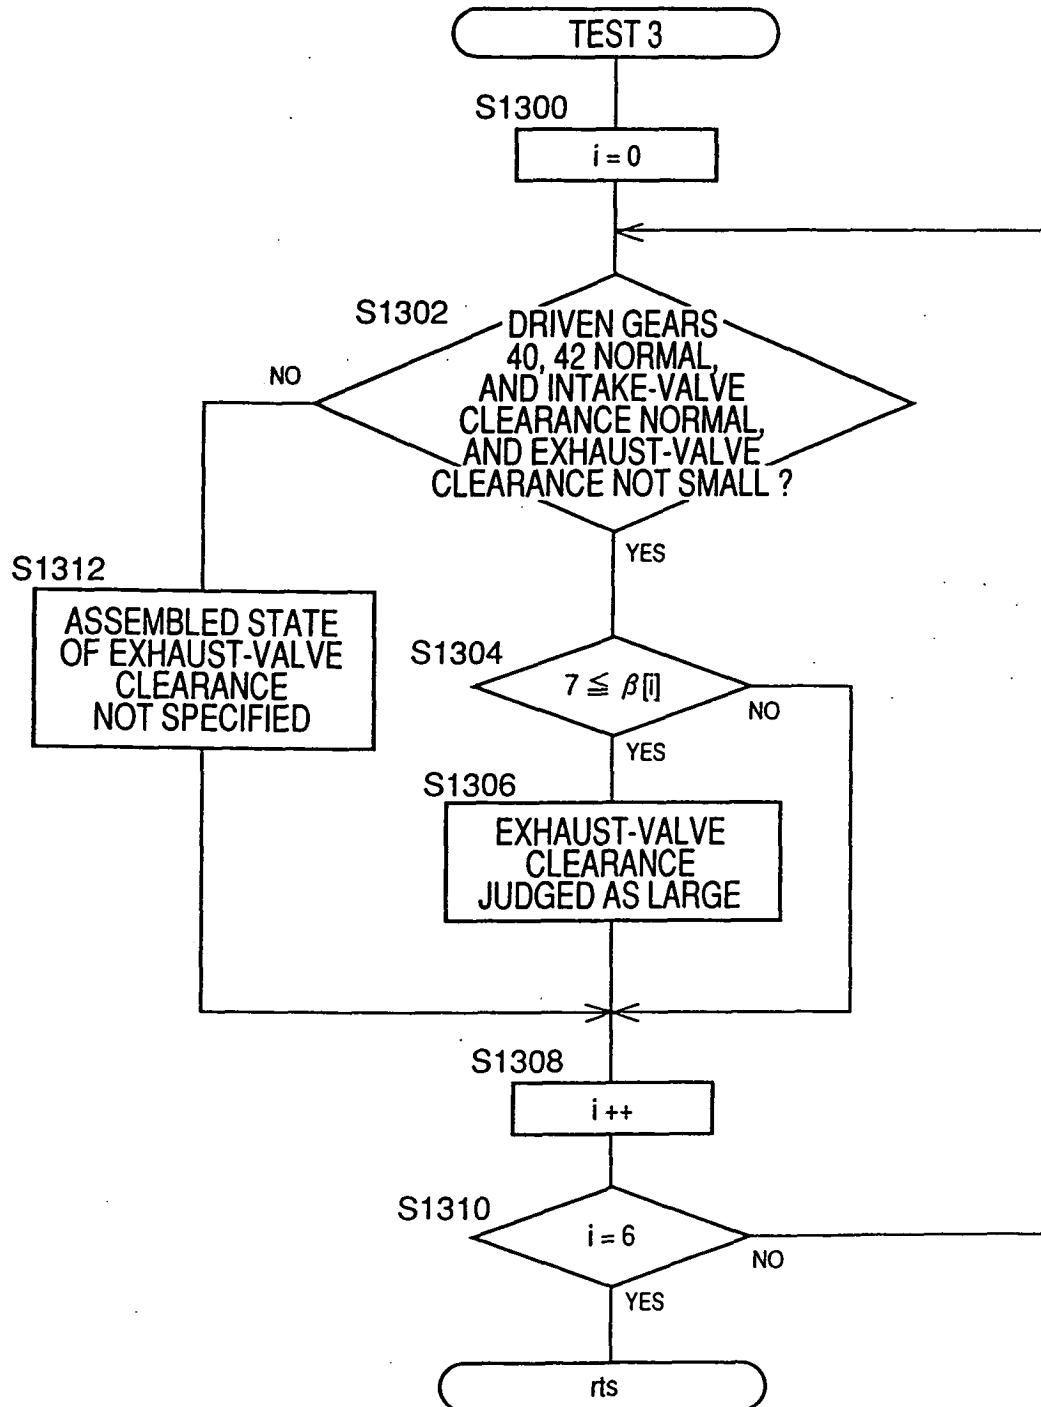 TEST 3
S1300
i = 0
S1302
DRIVEN GEARS
40, 42 NORMAL,
AND INTAKE-VALVE
CLEARANCE NORMAL,
AND EXHAUST-VALVE
CLEARANCE NOT SMALL ?
NO
YES
S1312
ASSEMBLED STATE
OF EXHAUST-VALVE
CLEARANCE
NOT SPECIFIED
S1304
7 ≦ β[i]
NO
YES
S1306
EXHAUST-VALVE
CLEARANCE
JUDGED AS LARGE
S1308
i ++
S1310
i = 6
NO
YES
rts